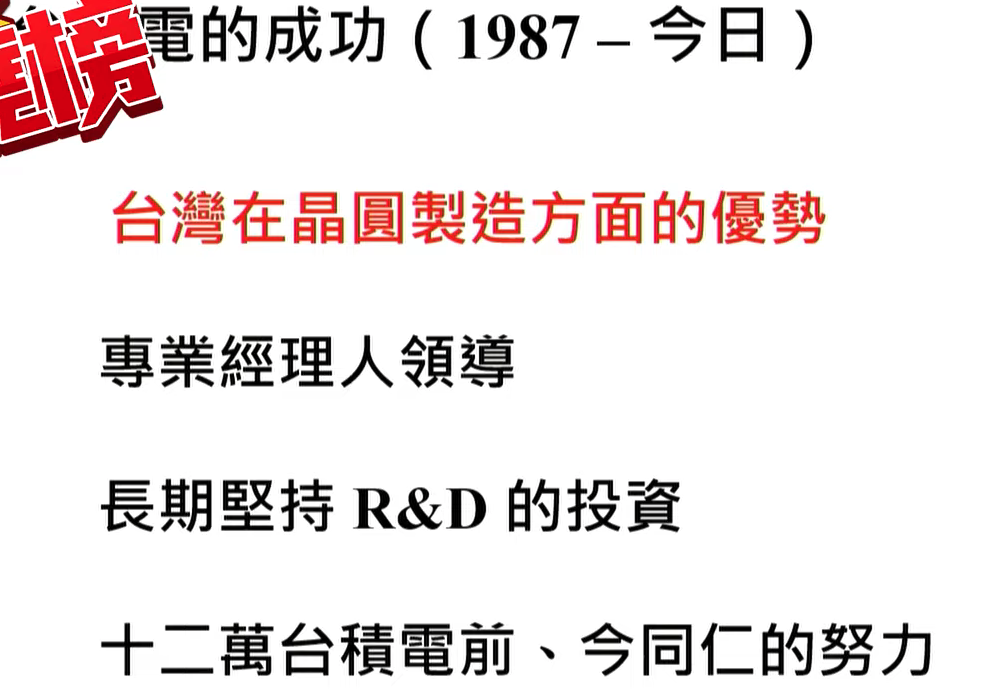 榜
電的成功（1987 – 今日）
台灣在晶圓製造方面的優勢
專業經理人領導
長期堅持 R&D 的投資
十二萬台積電前、今同仁的努力